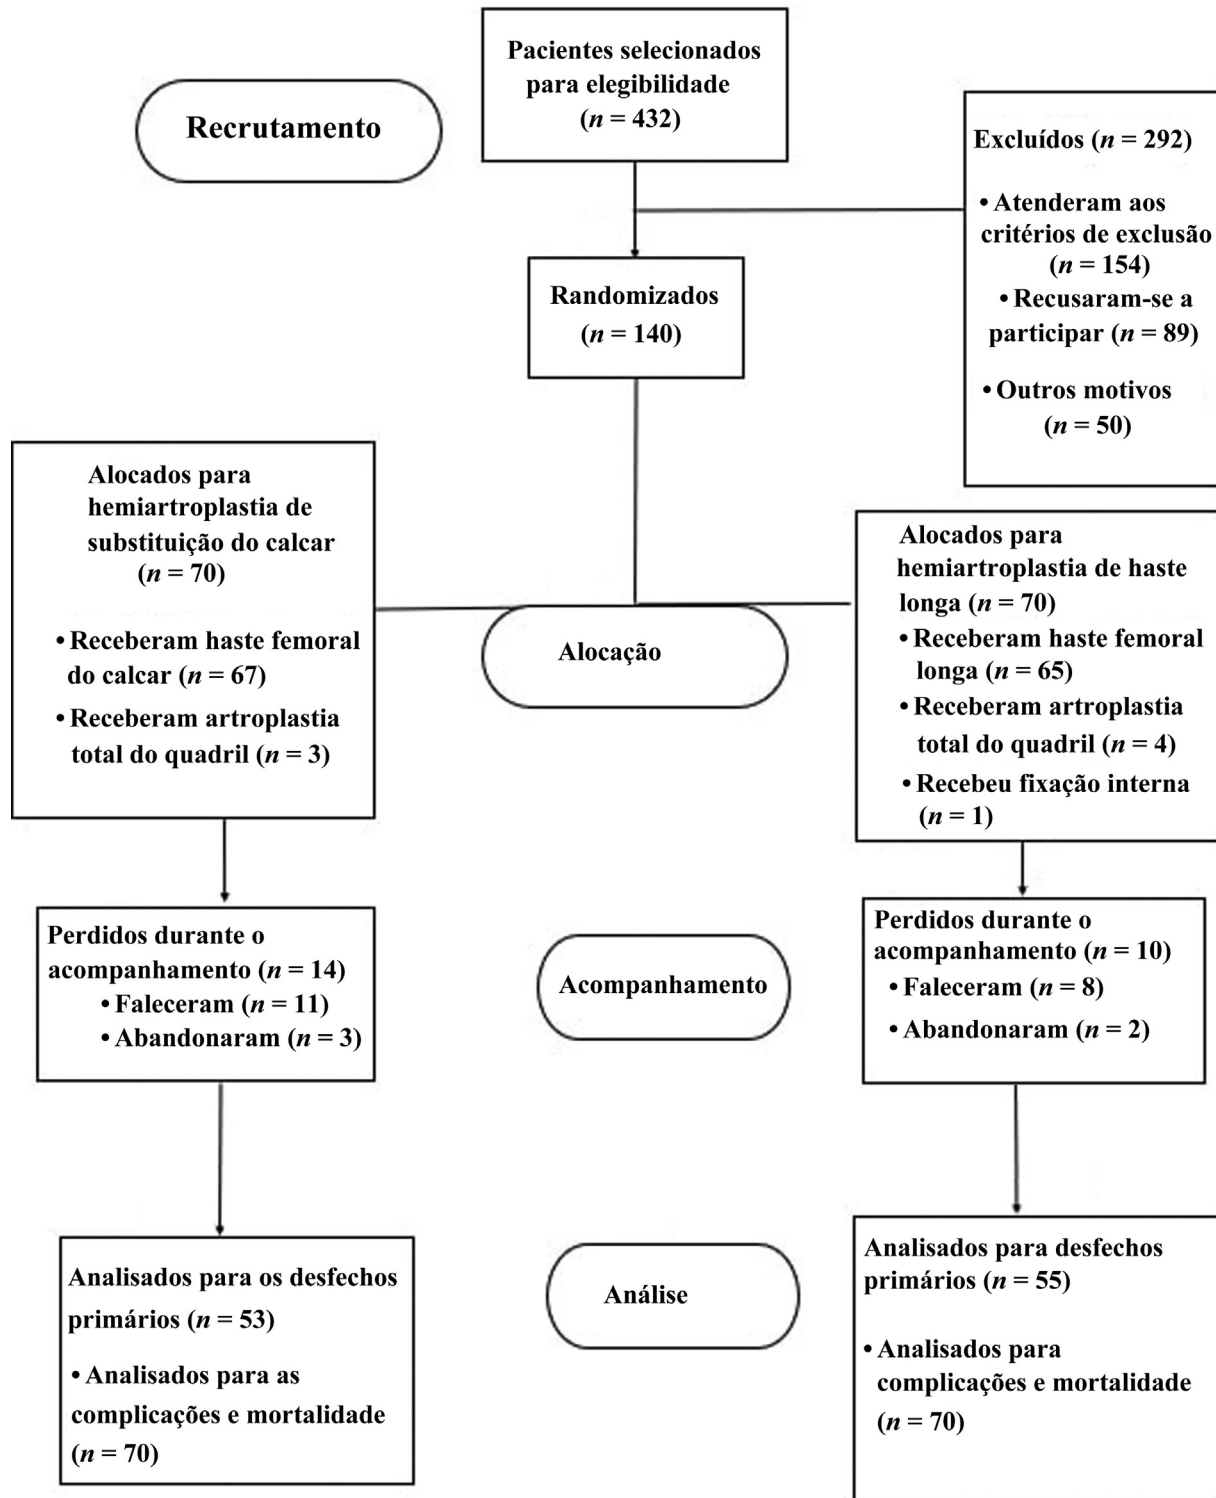 Pacientes selecionados
para elegibilidade
(n = 432)
Recrutamento
Excluídos (n = 292)
• Atenderam aos
critérios de exclusão
(n = 154)
• Recusaram-se a
participar (n = 89)
• Outros motivos
(n = 50)
Randomizados
(n = 140)
Alocados para
hemiartroplastia de
substituição do calcar
(n = 70)
• Receberam haste femoral
do calcar (n = 67)
• Receberam artroplastia
total do quadril (n = 3)
Alocação
Alocados para
hemiartroplastia de haste
longa (n = 70)
• Receberam haste femoral
longa (n = 65)
• Receberam artroplastia
total do quadril (n = 4)
• Recebeu fixação interna
(n = 1)
Perdidos durante o
acompanhamento (n = 14)
• Faleceram (n = 11)
• Abandonaram (n = 3)
Acompanhamento
Perdidos durante o
acompanhamento (n = 10)
• Faleceram (n = 8)
• Abandonaram (n = 2)
Analisados para os desfechos
primários (n = 53)
• Analisados para as
complicações e mortalidade
(n = 70)
Análise
Analisados para desfechos
primários (n = 55)
• Analisados para
complicações e mortalidade
(n = 70)